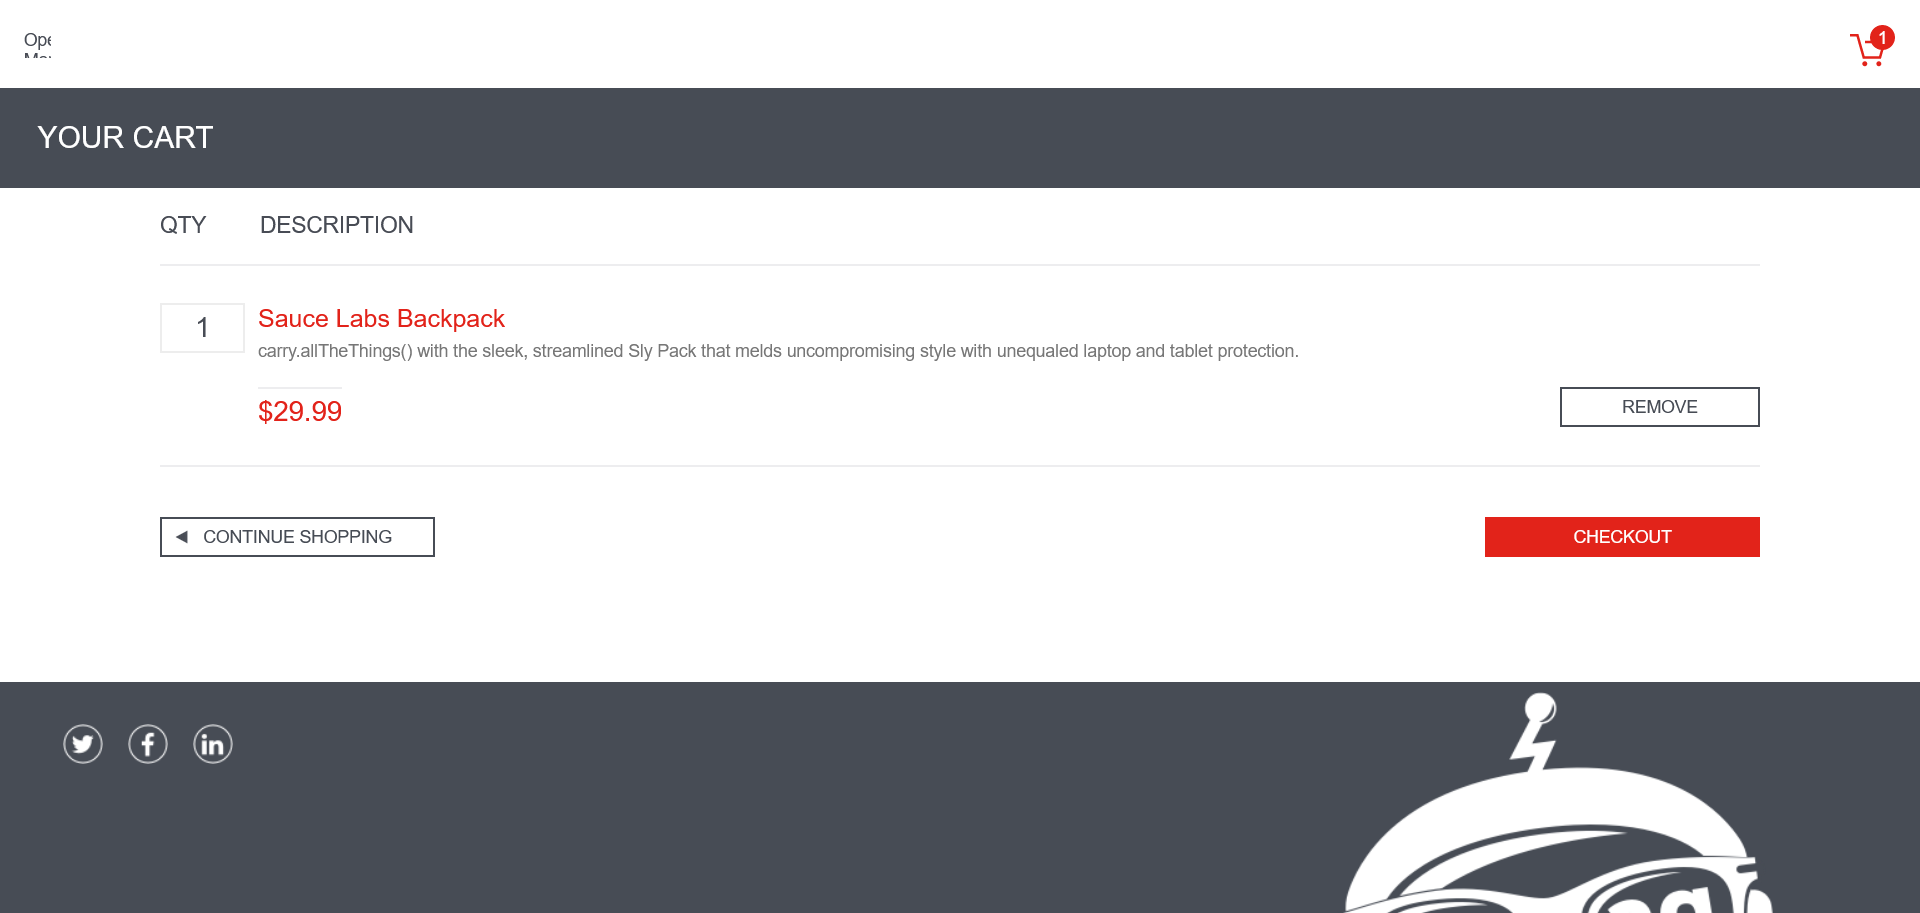 Ope
1
YOUR CART
QTY DESCRIPTION
1 Sauce Labs Backpack
carry.allTheThings() with the sleek, streamlined Sly Pack that melds uncompromising style with unequaled laptop and tablet protection.
$29.99
REMOVE
CONTINUE SHOPPING
CHECKOUT
f
in